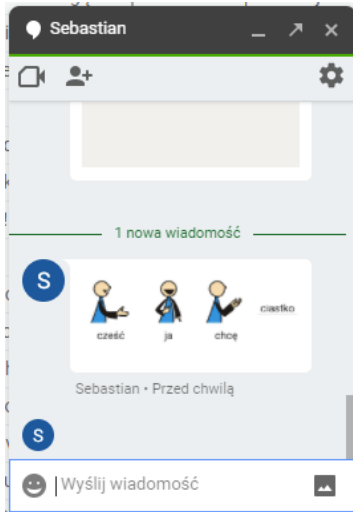 Sebastian
1 nowa wiadomość
S
cześć ja chcę ciastko
Sebastian • Przed chwilą
S
Wyślij wiadomość